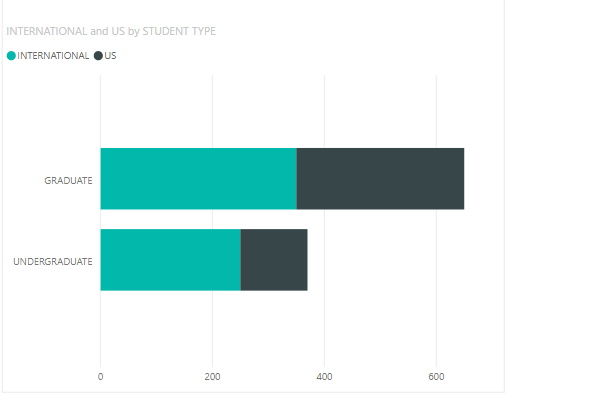 INTERNATIONAL and US by STUDENT TYPE
INTERNATIONAL US
GRADUATE
UNDERGRADUATE
0 200 400 600